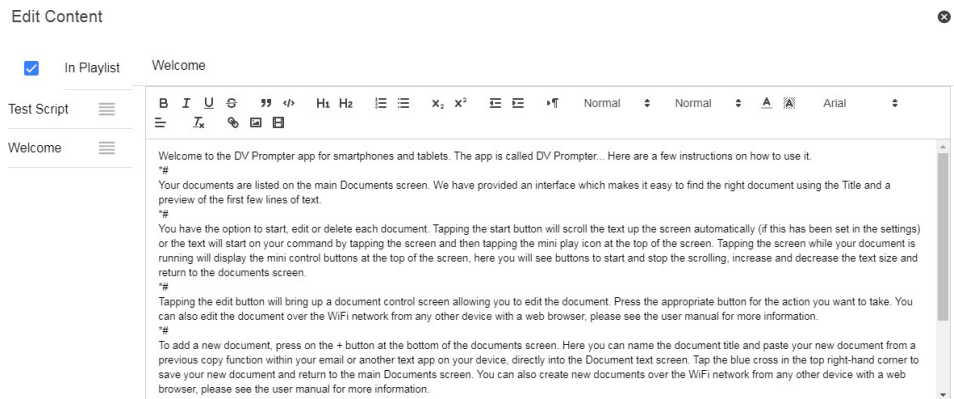 Edit Content
In Playlist
Welcome
Test Script
Welcome
B I U S ” </> H1 H2 X2 X² ¶ Normal Normal A A Arial
Tx
Welcome to the DV Prompter app for smartphones and tablets. The app is called DV Prompter... Here are a few instructions on how to use it.
*#
Your documents are listed on the main Documents screen. We have provided an interface which makes it easy to find the right document using the Title and a
preview of the first few lines of text.
*#
You have the option to start, edit or delete each document. Tapping the start button will scroll the text up the screen automatically (if this has been set in the settings)
or the text will start on your command by tapping the screen and then tapping the mini play icon at the top of the screen. Tapping the screen while your document is
running will display the mini control buttons at the top of the screen, here you will see buttons to start and stop the scrolling, increase and decrease the text size and
return to the documents screen.
*#
Tapping the edit button will bring up a document control screen allowing you to edit the document. Press the appropriate button for the action you want to take. You
can also edit the document over the WiFi network from any other device with a web browser, please see the user manual for more information.
*#
To add a new document, press on the + button at the bottom of the documents screen. Here you can name the document title and paste your new document from a
previous copy function within your email or another text app on your device, directly into the Document text screen. Tap the blue cross in the top right-hand corner to
save your new document and return to the main Documents screen. You can also create new documents over the WiFi network from any other device with a web
browser, please see the user manual for more information.